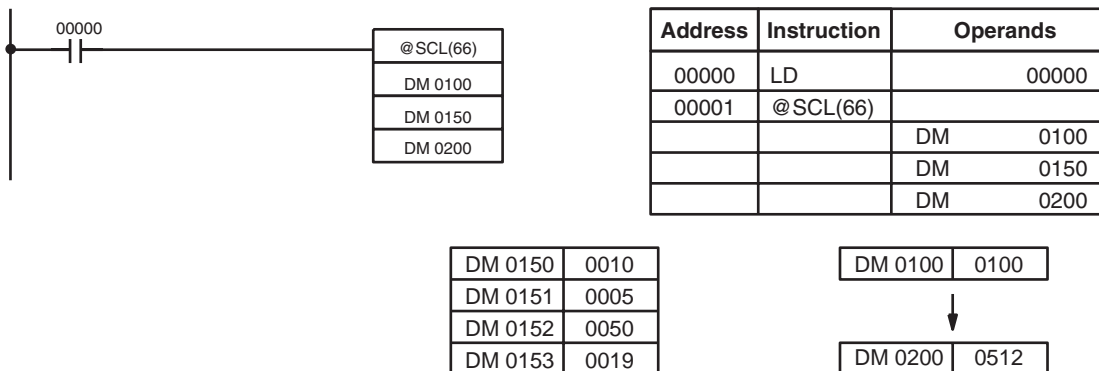 00000
@SCL(66)
DM 0100
DM 0150
DM 0200
Address Instruction Operands
00000 LD 00000
00001 @SCL(66)
DM 0100
DM 0150
DM 0200
DM 0150 0010
DM 0151 0005
DM 0152 0050
DM 0153 0019
DM 0100 0100
DM 0200 0512